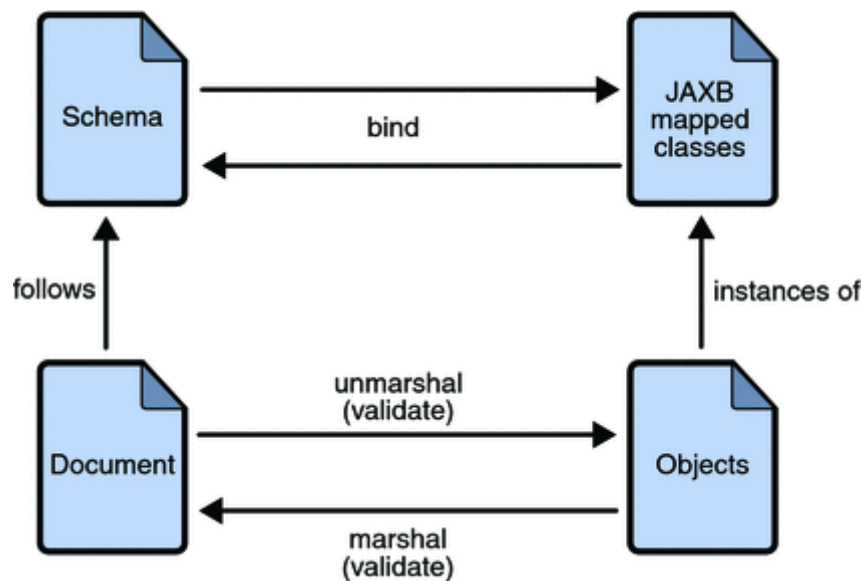 Schema
bind
JAXB
mapped
classes
follows
instances of
Document
unmarshal
(validate)
Objects
marshal
(validate)